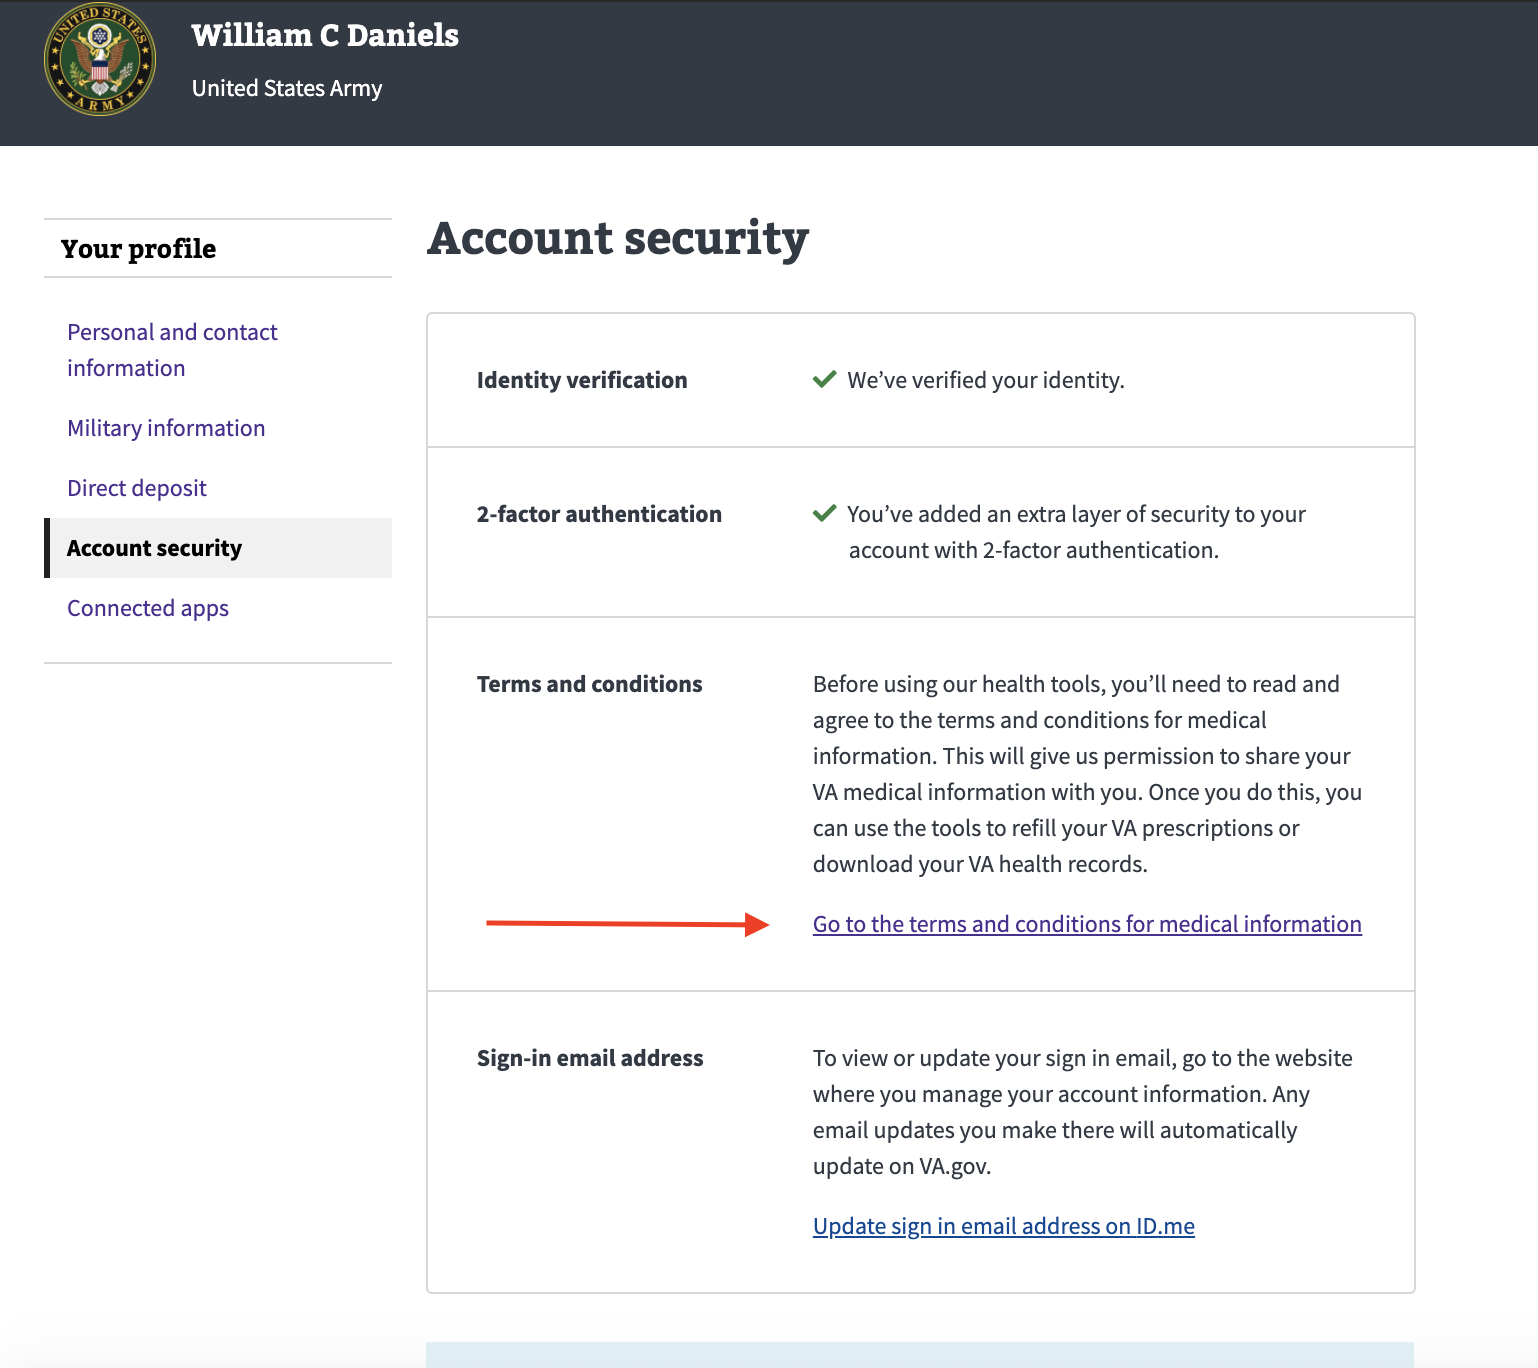 UNITED STATES
ARMY
William C Daniels
United States Army
Your profile
Personal and contact
information
Military information
Direct deposit
Account security
Connected apps
Account security
Identity verification
We’ve verified your identity.
2-factor authentication
You’ve added an extra layer of security to your
account with 2-factor authentication.
Terms and conditions
Before using our health tools, you’ll need to read and
agree to the terms and conditions for medical
information. This will give us permission to share your
VA medical information with you. Once you do this, you
can use the tools to refill your VA prescriptions or
download your VA health records.
Go to the terms and conditions for medical information
Sign-in email address
To view or update your sign in email, go to the website
where you manage your account information. Any
email updates you make there will automatically
update on VA.gov.
Update sign in email address on ID.me